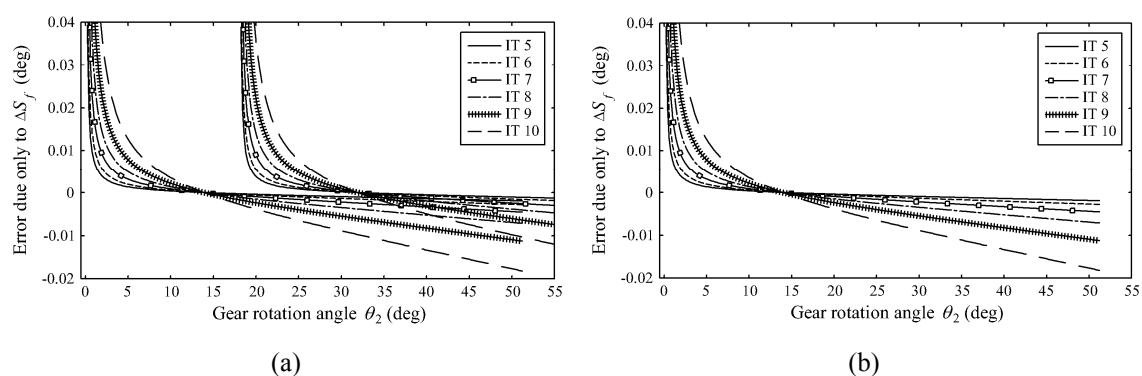 0.04
0.03
0.02
0.01
0
-0.01
-0.02
Error due only to ΔS_f (deg)
IT 5
IT 6
IT 7
IT 8
IT 9
IT 10
0 5 10 15 20 25 30 35 40 45 50 55
Gear rotation angle θ₂ (deg)
(a)
0.04
0.03
0.02
0.01
0
-0.01
-0.02
Error due only to ΔS_f (deg)
IT 5
IT 6
IT 7
IT 8
IT 9
IT 10
0 5 10 15 20 25 30 35 40 45 50 55
Gear rotation angle θ₂ (deg)
(b)